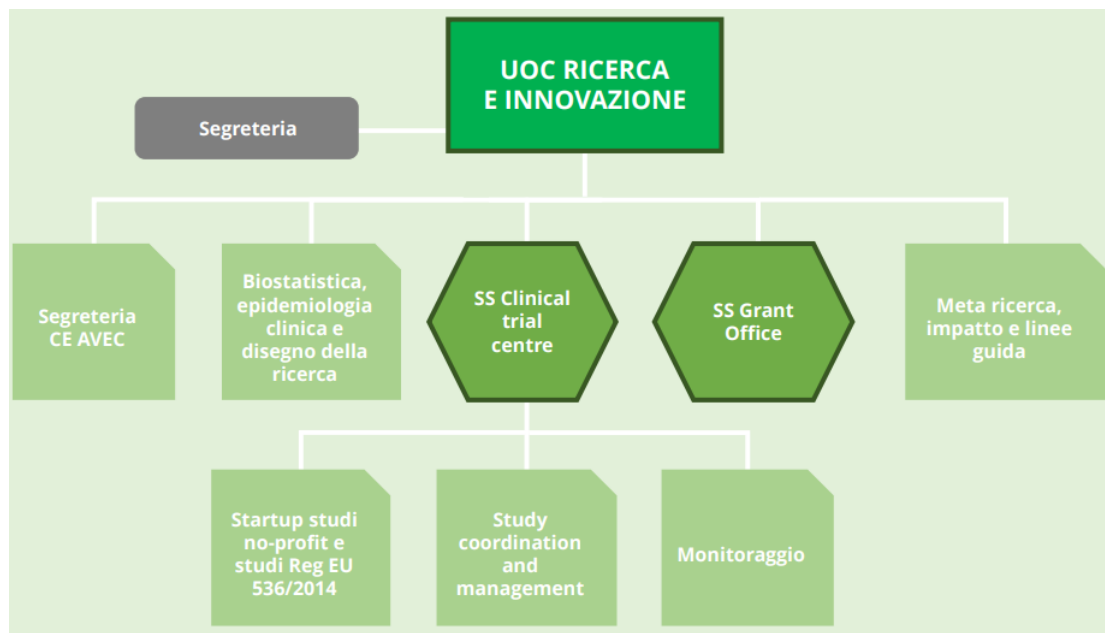 UOC RICERCA
E INNOVAZIONE
Segreteria
Segreteria
CE AVEC
Biostatistica,
epidemiologia
clinica e
disegno della
ricerca
SS Clinical
trial
centre
SS Grant
Office
Meta ricerca,
impatto e linee
guida
Startup studi
no-profit e
studi Reg EU
536/2014
Study
coordination
and
management
Monitoraggio